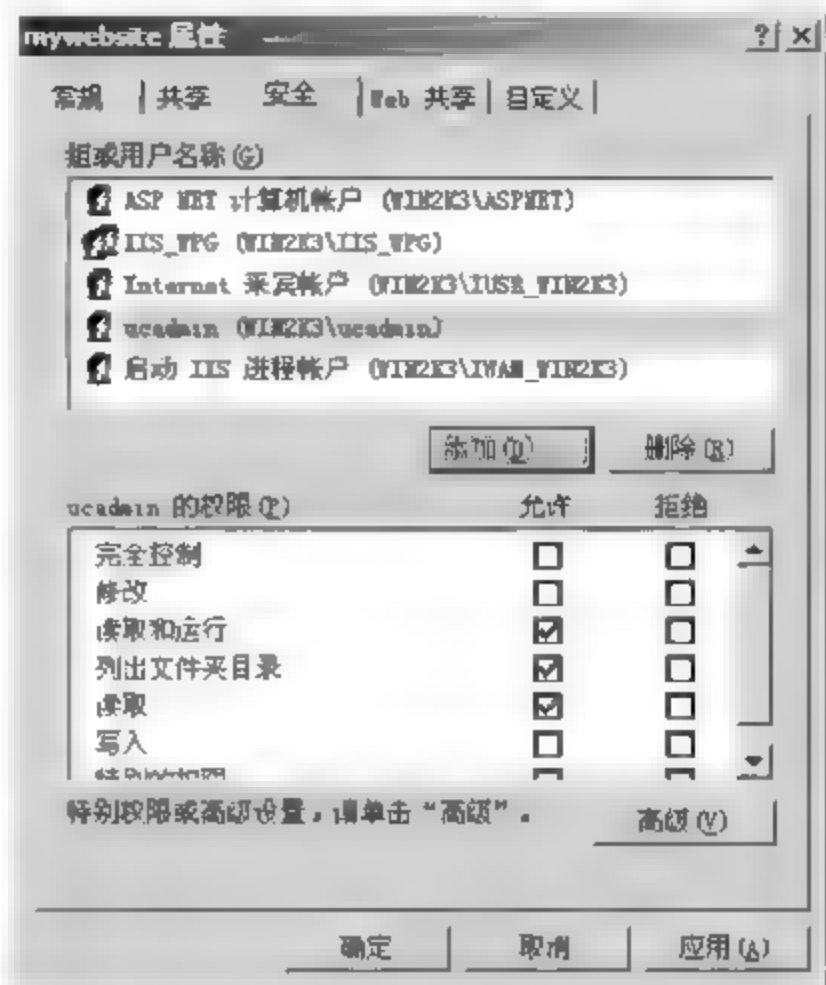 mywebsite 属性
常规 共享 安全 Web 共享 自定义
组或用户名称(G)
ASP NET 计算机帐户 (WIN2K3\ASPNET)
IIS_WPG (WIN2K3\IIS_WPG)
Internet 来宾帐户 (WIN2K3\IUSR_WIN2K3)
ucadmin (WIN2K3\ucadmin)
启动 IIS 进程帐户 (WIN2K3\IWAM_WIN2K3)
添加(D) 删除(R)
ucadmin 的权限(P) 允许 拒绝
完全控制
修改
读取和运行
列出文件夹目录
读取
写入
特别的权限
特别权限或高级设置,请单击“高级”。 高级(V)
确定 取消 应用(A)